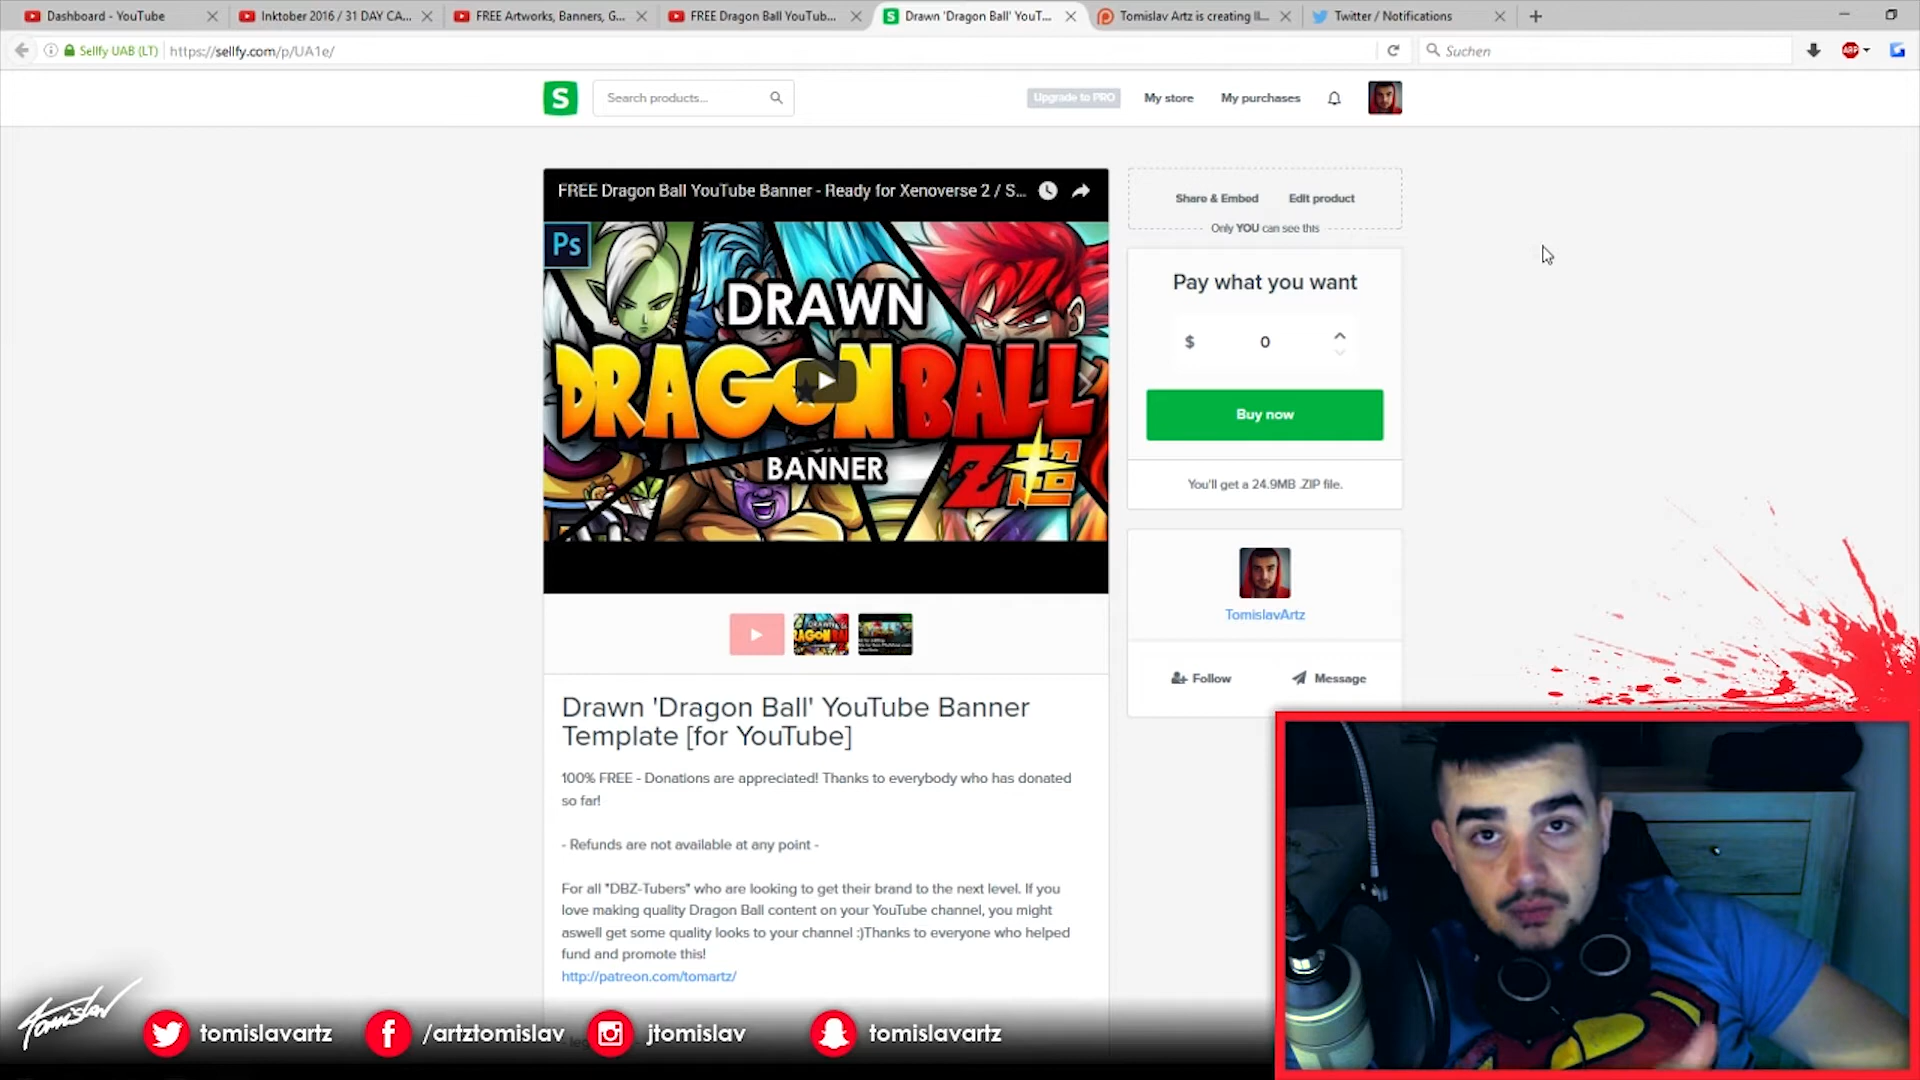 Dashboard - YouTube
Inktober 2016 / 31 DAY CA...
FREE Artworks, Banners, G...
FREE Dragon Ball YouTub...
Drawn 'Dragon Ball' YouT...
Tomislav Artz is creating Il...
Twitter / Notifications
Sellfy UAB (LT)
https://sellfy.com/p/UA1e/
Suchen
ABP
S
Search products...
Upgrade to PRO
My store
My purchases
FREE Dragon Ball YouTube Banner - Ready for Xenoverse 2 / S...
Ps
DRAWN
DRAGON BALL
Z
BANNER
Share & Embed
Edit product
Only YOU can see this
Pay what you want
$ 0
Buy now
You'll get a 24.9MB .ZIP file.
TomislavArtz
Follow
Message
Drawn 'Dragon Ball' YouTube Banner
Template [for YouTube]
100% FREE - Donations are appreciated! Thanks to everybody who has donated
so far!
- Refunds are not available at any point -
For all "DBZ-Tubers" who are looking to get their brand to the next level. If you
love making quality Dragon Ball content on your YouTube channel, you might
aswell get some quality looks to your channel :)Thanks to everyone who helped
fund and promote this!
http://patreon.com/tomartz/
Tomislav
tomislavartz
/artztomislav
jtomislav
tomislavartz